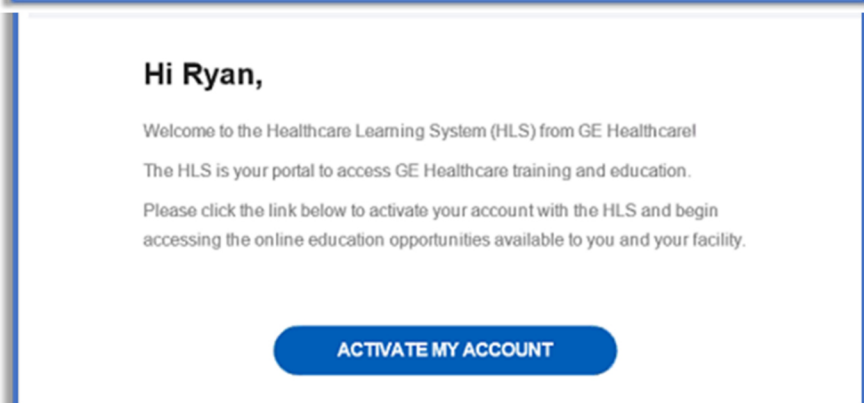 Hi Ryan,
Welcome to the Healthcare Learning System (HLS) from GE Healthcare!
The HLS is your portal to access GE Healthcare training and education.
Please click the link below to activate your account with the HLS and begin
accessing the online education opportunities available to you and your facility.
ACTIVATE MY ACCOUNT